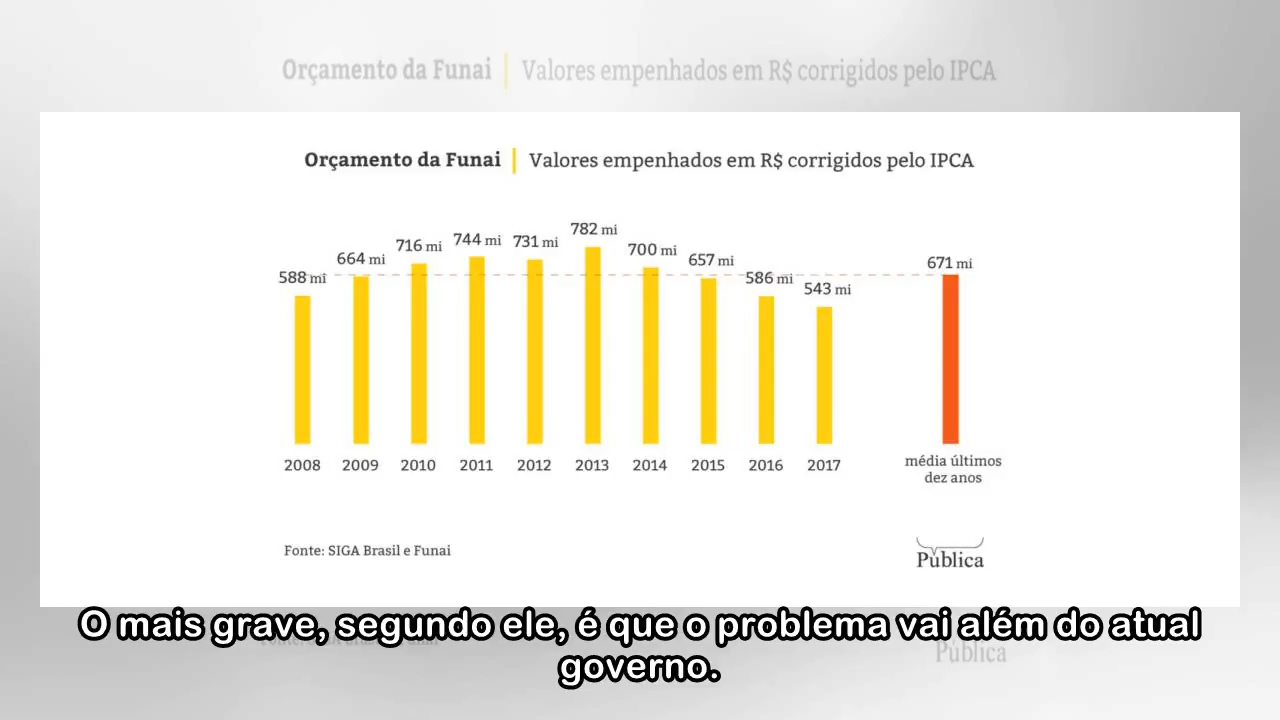 Orçamento da Funai | Valores empenhados em R$ corrigidos pelo IPCA
Orçamento da Funai | Valores empenhados em R$ corrigidos pelo IPCA
588 mi 664 mi 716 mi 744 mi 731 mi 782 mi 700 mi 657 mi 586 mi 543 mi 671 mi
2008 2009 2010 2011 2012 2013 2014 2015 2016 2017
média últimos
dez anos
Fonte: SIGA Brasil e Funai
Pública
O mais grave, segundo ele, é que o problema vai além do atual
governo.
Pública